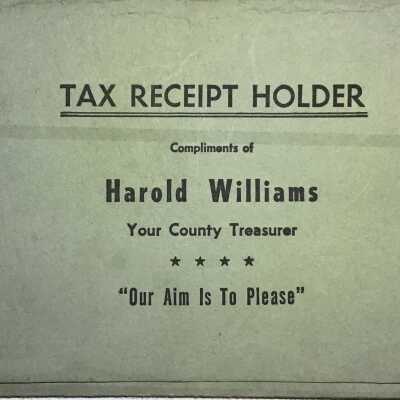 TAX RECEIPT HOLDER
Compliments of
Harold Williams
Your County Treasurer
★ ★ ★ ★
"Our Aim Is To Please"